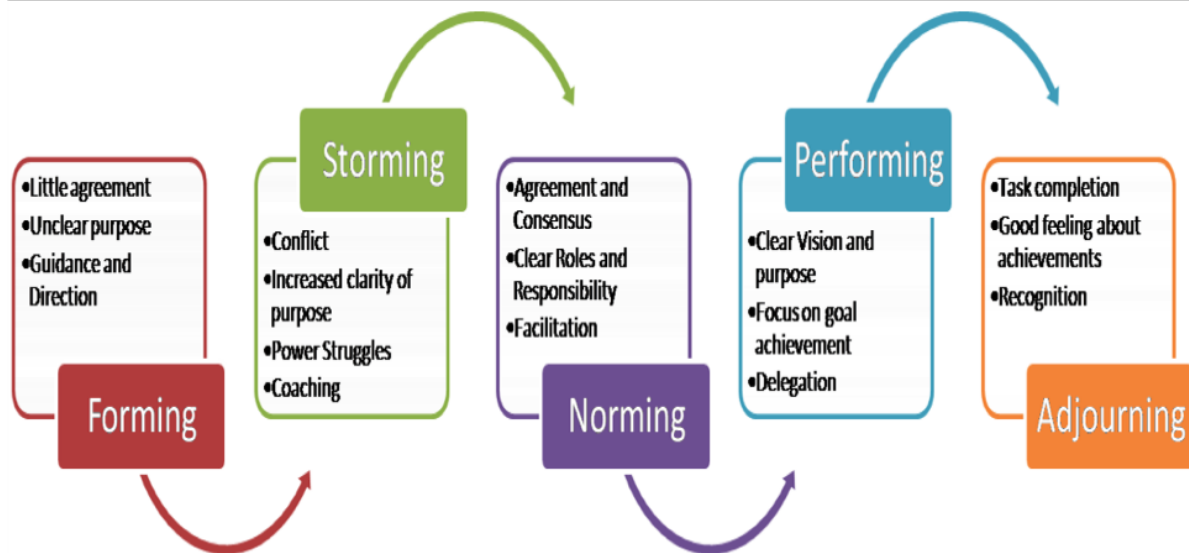 •Little agreement
•Unclear purpose
•Guidance and
Direction
Forming
Storming
•Conflict
•Increased clarity of
purpose
•Power Struggles
•Coaching
•Agreement and
Consensus
•Clear Roles and
Responsibility
•Facilitation
Norming
Performing
•Clear Vision and
purpose
•Focus on goal
achievement
•Delegation
•Task completion
•Good feeling about
achievements
•Recognition
Adjourning